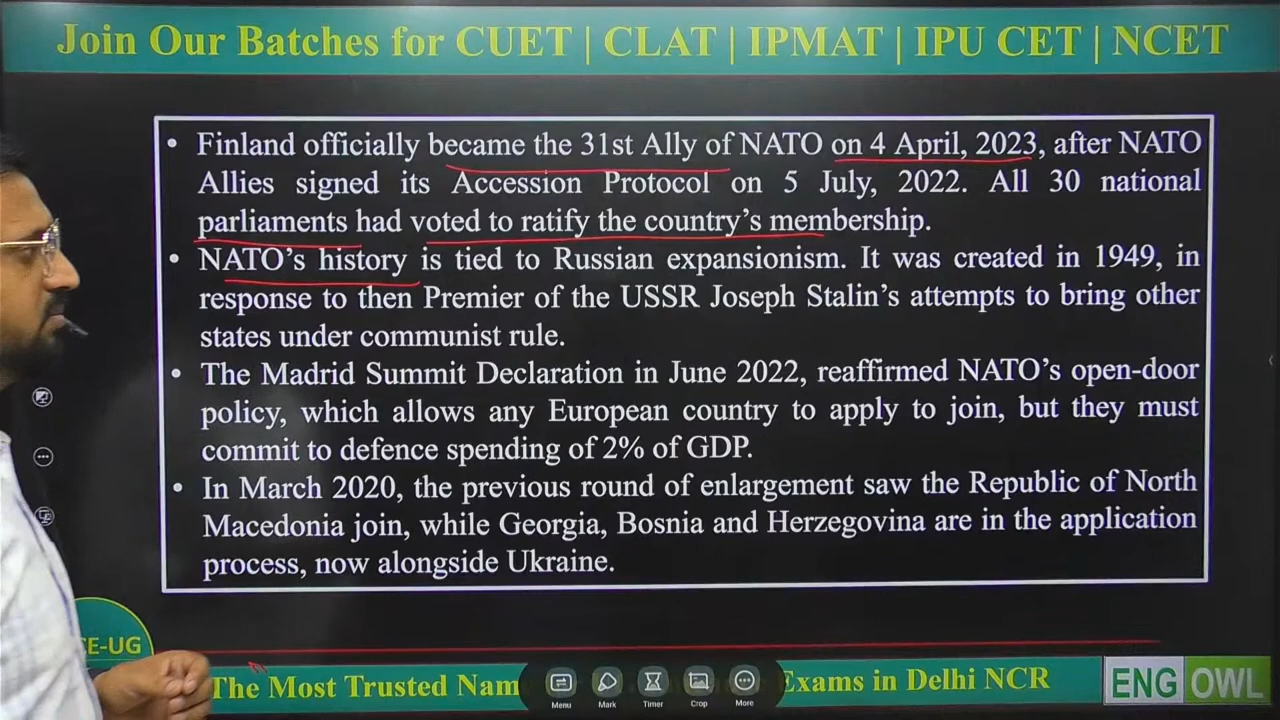 Join Our Batches for CUET | CLAT | IPMAT | IPU CET | NCET
• Finland officially became the 31st Ally of NATO on 4 April, 2023, after NATO
Allies signed its Accession Protocol on 5 July, 2022. All 30 national
parliaments had voted to ratify the country's membership.
• NATO's history is tied to Russian expansionism. It was created in 1949, in
response to then Premier of the USSR Joseph Stalin's attempts to bring other
states under communist rule.
• The Madrid Summit Declaration in June 2022, reaffirmed NATO's open-door
policy, which allows any European country to apply to join, but they must
commit to defence spending of 2% of GDP.
• In March 2020, the previous round of enlargement saw the Republic of North
Macedonia join, while Georgia, Bosnia and Herzegovina are in the application
process, now alongside Ukraine.
E-UG
The Most Trusted Nam Exams in Delhi NCR
ENG OWL
Menu Mark Timer Crop More